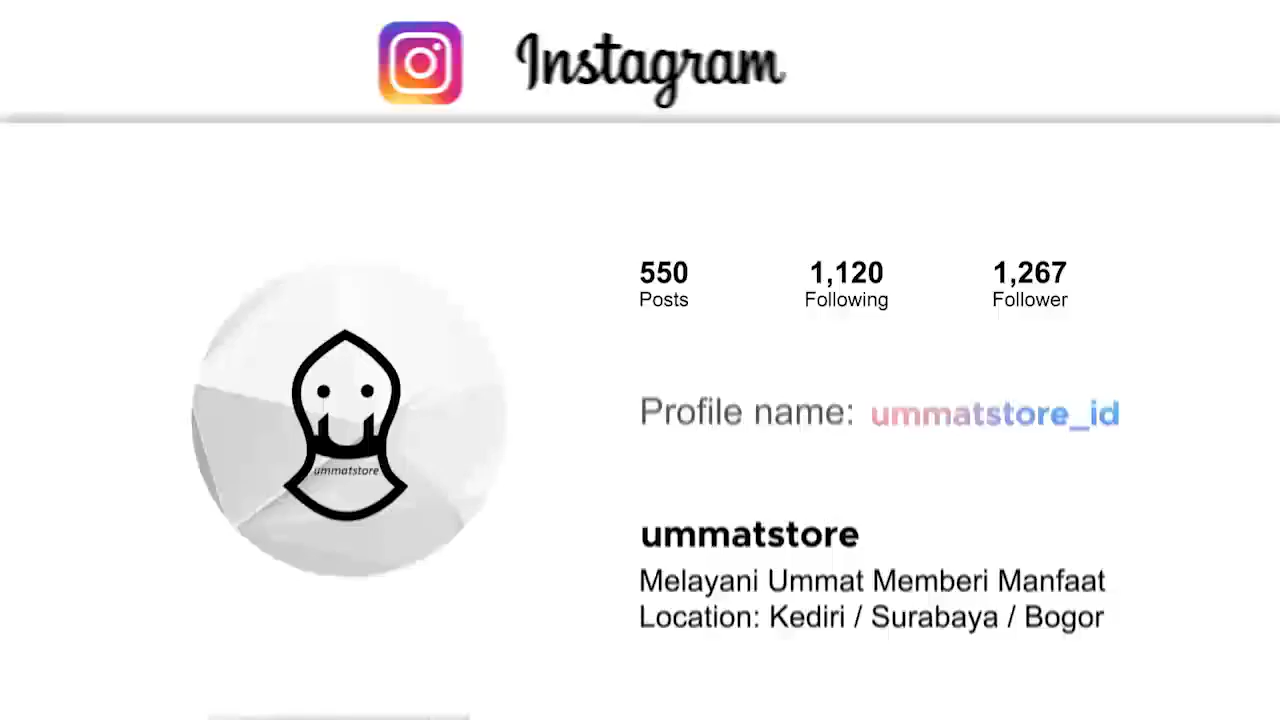 Instagram
550 1,120 1,267
Posts Following Follower
Profile name: ummatstore_id
ummatstore
ummatstore
Melayani Ummat Memberi Manfaat
Location: Kediri / Surabaya / Bogor